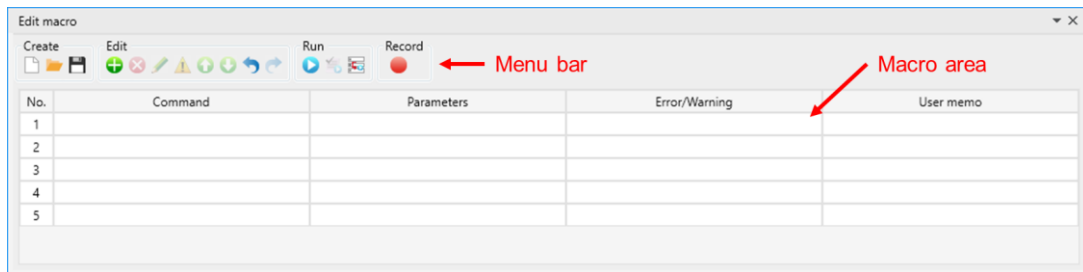 Edit macro
Create Edit Run Record
Menu bar
Macro area
No. Command Parameters Error/Warning User memo
1
2
3
4
5